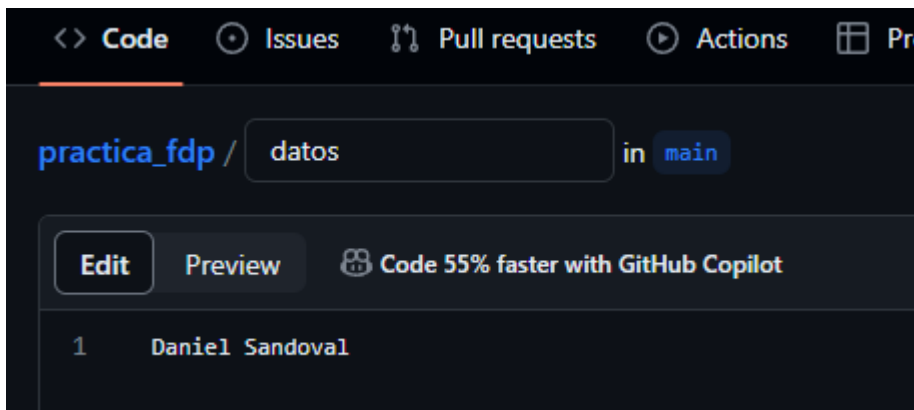 <> Code Issues Pull requests Actions Pr
practica_fdp / datos in main
Edit Preview Code 55% faster with GitHub Copilot
1 Daniel Sandoval